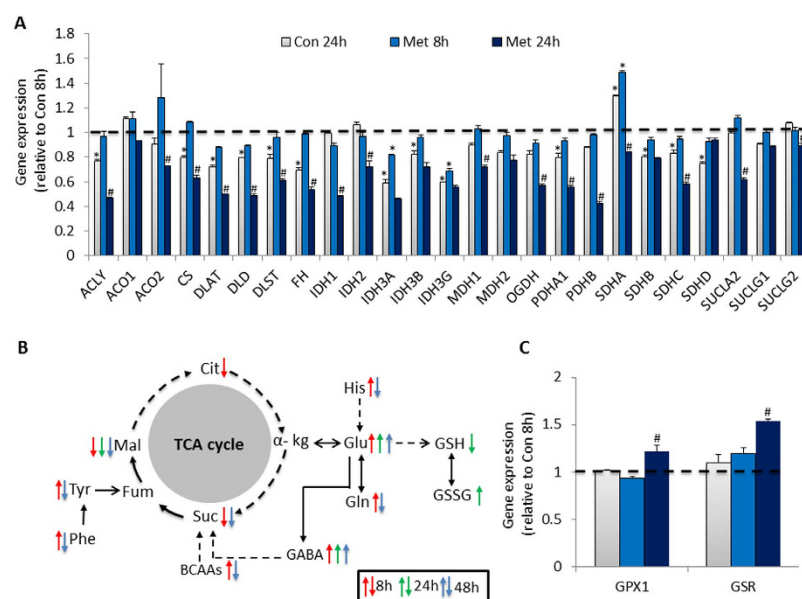 A
Gene expression
(relative to Con 8h)
Con 24h Met 8h Met 24h
1.8
1.6
1.4
1.2
1
0.8
0.6
0.4
0.2
0
* * * * * * * * * * * * * * * * *
# # # # # # # # # # # # # # # #
ACLY ACO1 ACO2 CS DLAT DLD DLST FH IDH1 IDH2 IDH3A IDH3B IDH3G MDH1 MDH2 OGDH PDHA1 PDHB SDHA SDHB SDHC SDHD SUCLA2 SUCLG1 SUCLG2
B
Cit
His
TCA cycle
α- kg
Glu
GSH
Mal
Gln
GSSG
Tyr
Fum
Suc
Phe
GABA
BCAAs
8h 24h 48h
C
Gene expression
(relative to Con 8h)
2
1.5
1
0.5
0
# #
GPX1 GSR